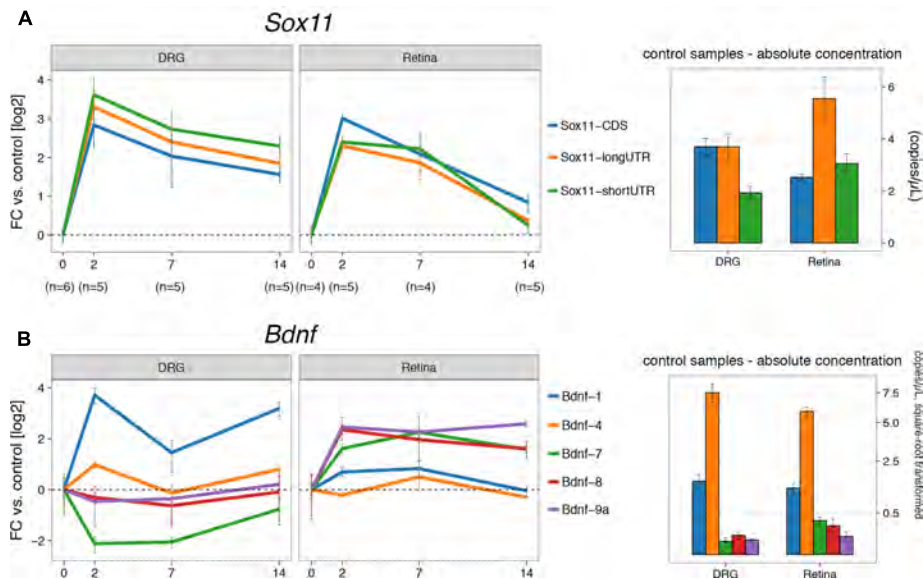 A
Sox11
DRG
Retina
FC vs. control [log2]
4
3
2
1
0
0
2
7
14
0
2
7
14
(n=6)
(n=5)
(n=5)
(n=5)
(n=4)
(n=5)
(n=4)
(n=5)
Sox11-CDS
Sox11-longUTR
Sox11-shortUTR
control samples - absolute concentration
6
4
2
0
(copies/µL)
DRG
Retina
B
Bdnf
DRG
Retina
FC vs. control [log2]
4
2
0
-2
0
2
7
14
0
2
7
14
Bdnf-1
Bdnf-4
Bdnf-7
Bdnf-8
Bdnf-9a
control samples - absolute concentration
7.5
5.0
2.5
0.5
copies/µL, square-root transformed
DRG
Retina